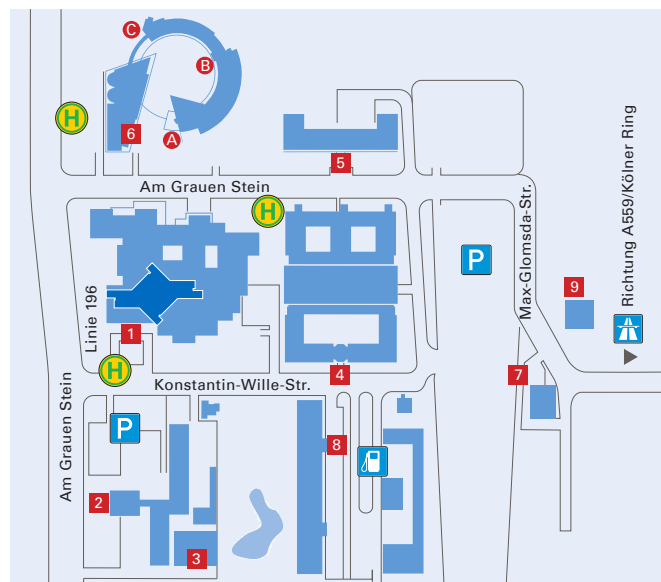 C
B
H
6
A
5
Am Grauen Stein
H
Max-Glomsda-Str.
Richtung A559/Kölner Ring
P
9
Linie 196
1
H
Konstantin-Wille-Str.
4
7
Am Grauen Stein
P
8
2
3